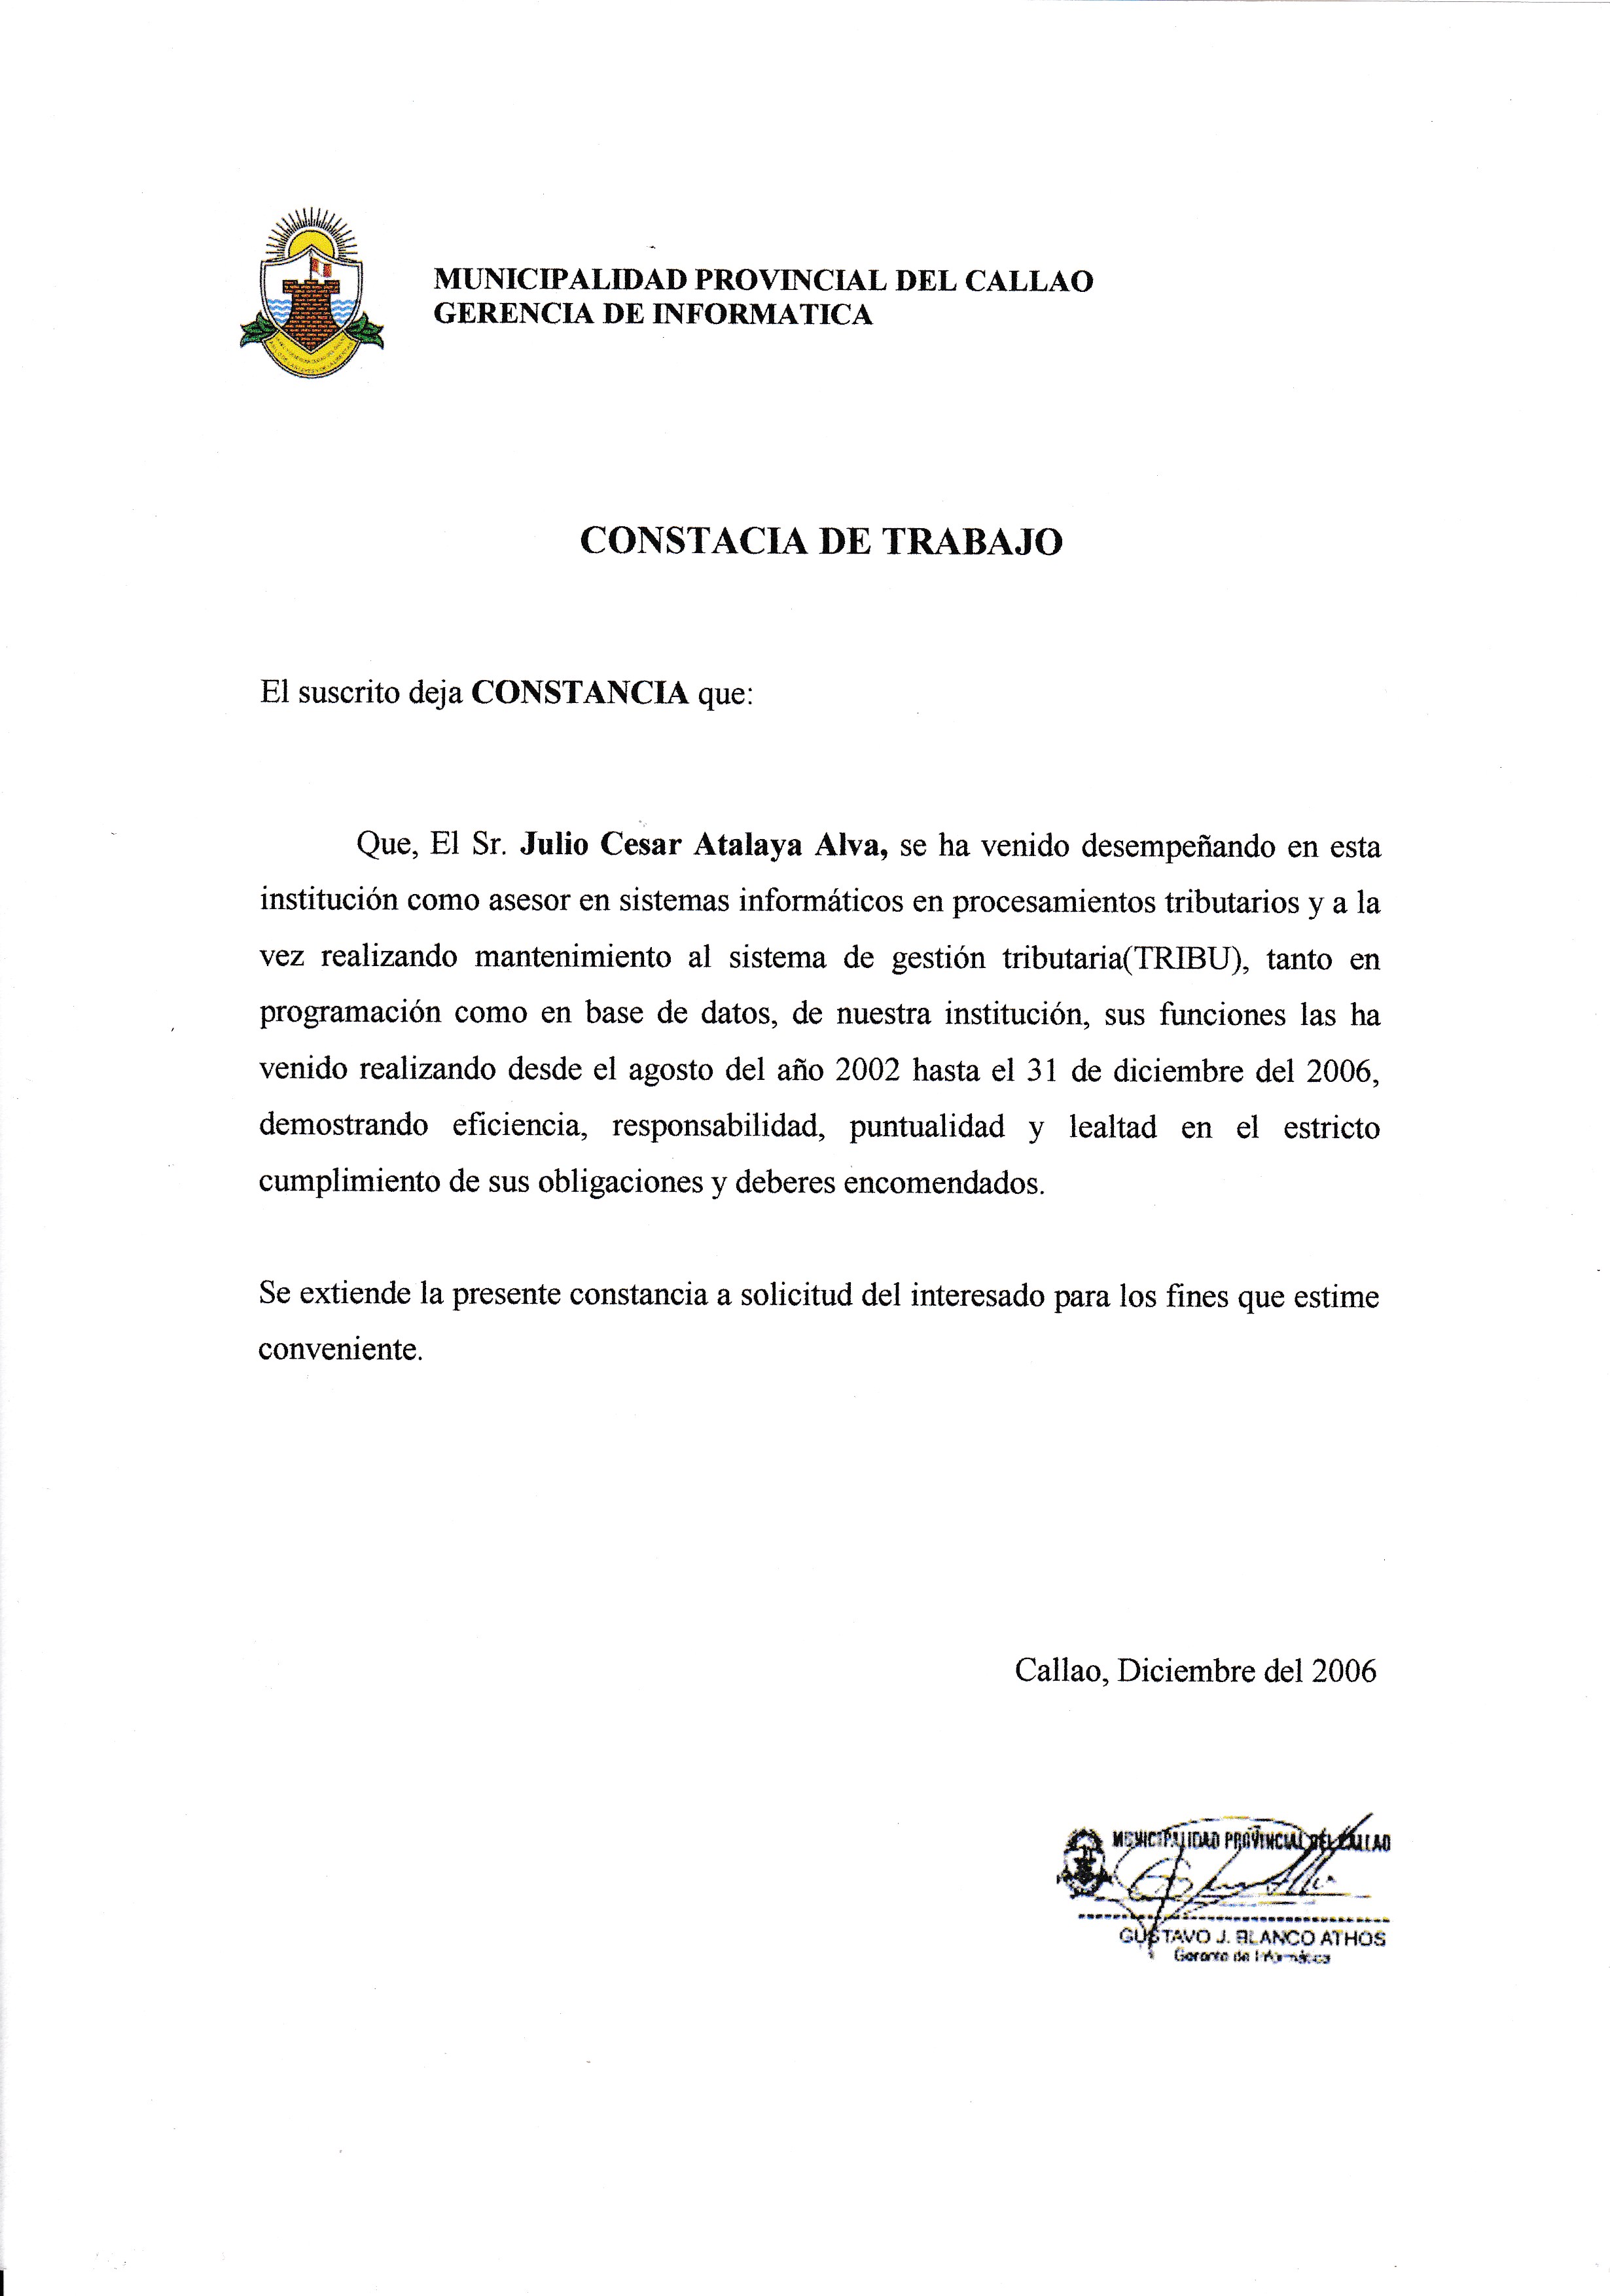 MUNICIPALIDAD PROVINCIAL DEL CALLAO
GERENCIA DE INFORMATICA
CONSTACIA DE TRABAJO
El suscrito deja CONSTANCIA que:
Que, El Sr. Julio Cesar Atalaya Alva, se ha venido desempeñando en esta
institución como asesor en sistemas informáticos en procesamientos tributarios y a la
vez realizando mantenimiento al sistema de gestión tributaria(TRIBU), tanto en
programación como en base de datos, de nuestra institución, sus funciones las ha
venido realizando desde el agosto del año 2002 hasta el 31 de diciembre del 2006,
demostrando eficiencia, responsabilidad, puntualidad y lealtad en el estricto
cumplimiento de sus obligaciones y deberes encomendados.
Se extiende la presente constancia a solicitud del interesado para los fines que estime
conveniente.
Callao, Diciembre del 2006
MUNICIPALIDAD PROVINCIAL DEL CALLAO
GUSTAVO J. BLANCO ATHOS
Gerente de Informática